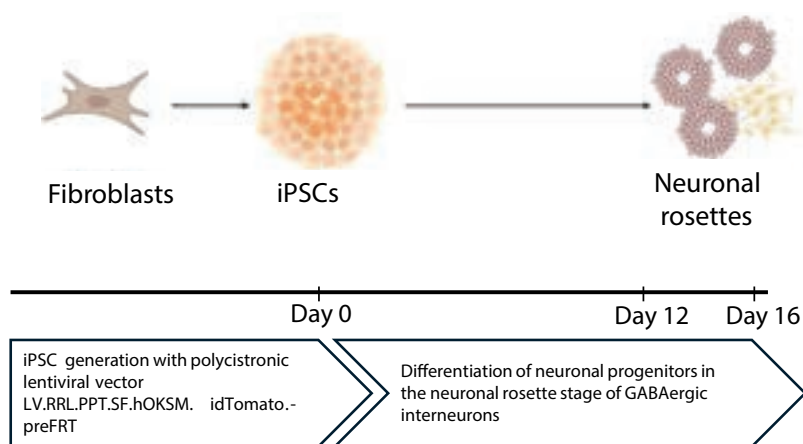 Fibroblasts
iPSCs
Neuronal
rosettes
Day 0
Day 12
Day 16
iPSC generation with polycistronic
lentiviral vector
LV.RRL.PPT.SF.hOKSM. idTomato.-
preFRT
Differentiation of neuronal progenitors in
the neuronal rosette stage of GABAergic
interneurons